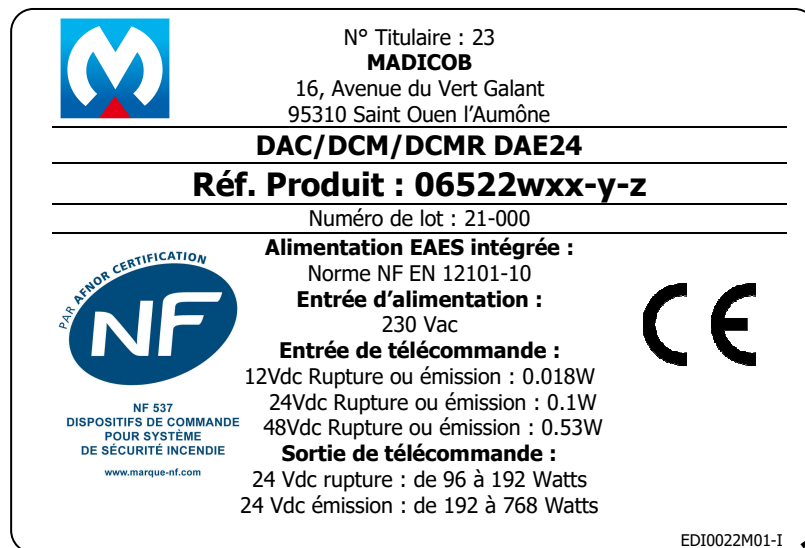 N° Titulaire : 23
MADICOB
16, Avenue du Vert Galant
95310 Saint Ouen l'Aumône
DAC/DCM/DCMR DAE24
Réf. Produit : 06522wxx-y-z
Numéro de lot : 21-000
PAR AFNOR CERTIFICATION
NF
NF 537
DISPOSITIFS DE COMMANDE
POUR SYSTÈME
DE SÉCURITÉ INCENDIE
www.marque-nf.com
Alimentation EAES intégrée :
Norme NF EN 12101-10
Entrée d'alimentation :
230 Vac
Entrée de télécommande :
12Vdc Rupture ou émission : 0.018W
24Vdc Rupture ou émission : 0.1W
48Vdc Rupture ou émission : 0.53W
Sortie de télécommande :
24 Vdc rupture : de 96 à 192 Watts
24 Vdc émission : de 192 à 768 Watts
CE
EDI0022M01-I